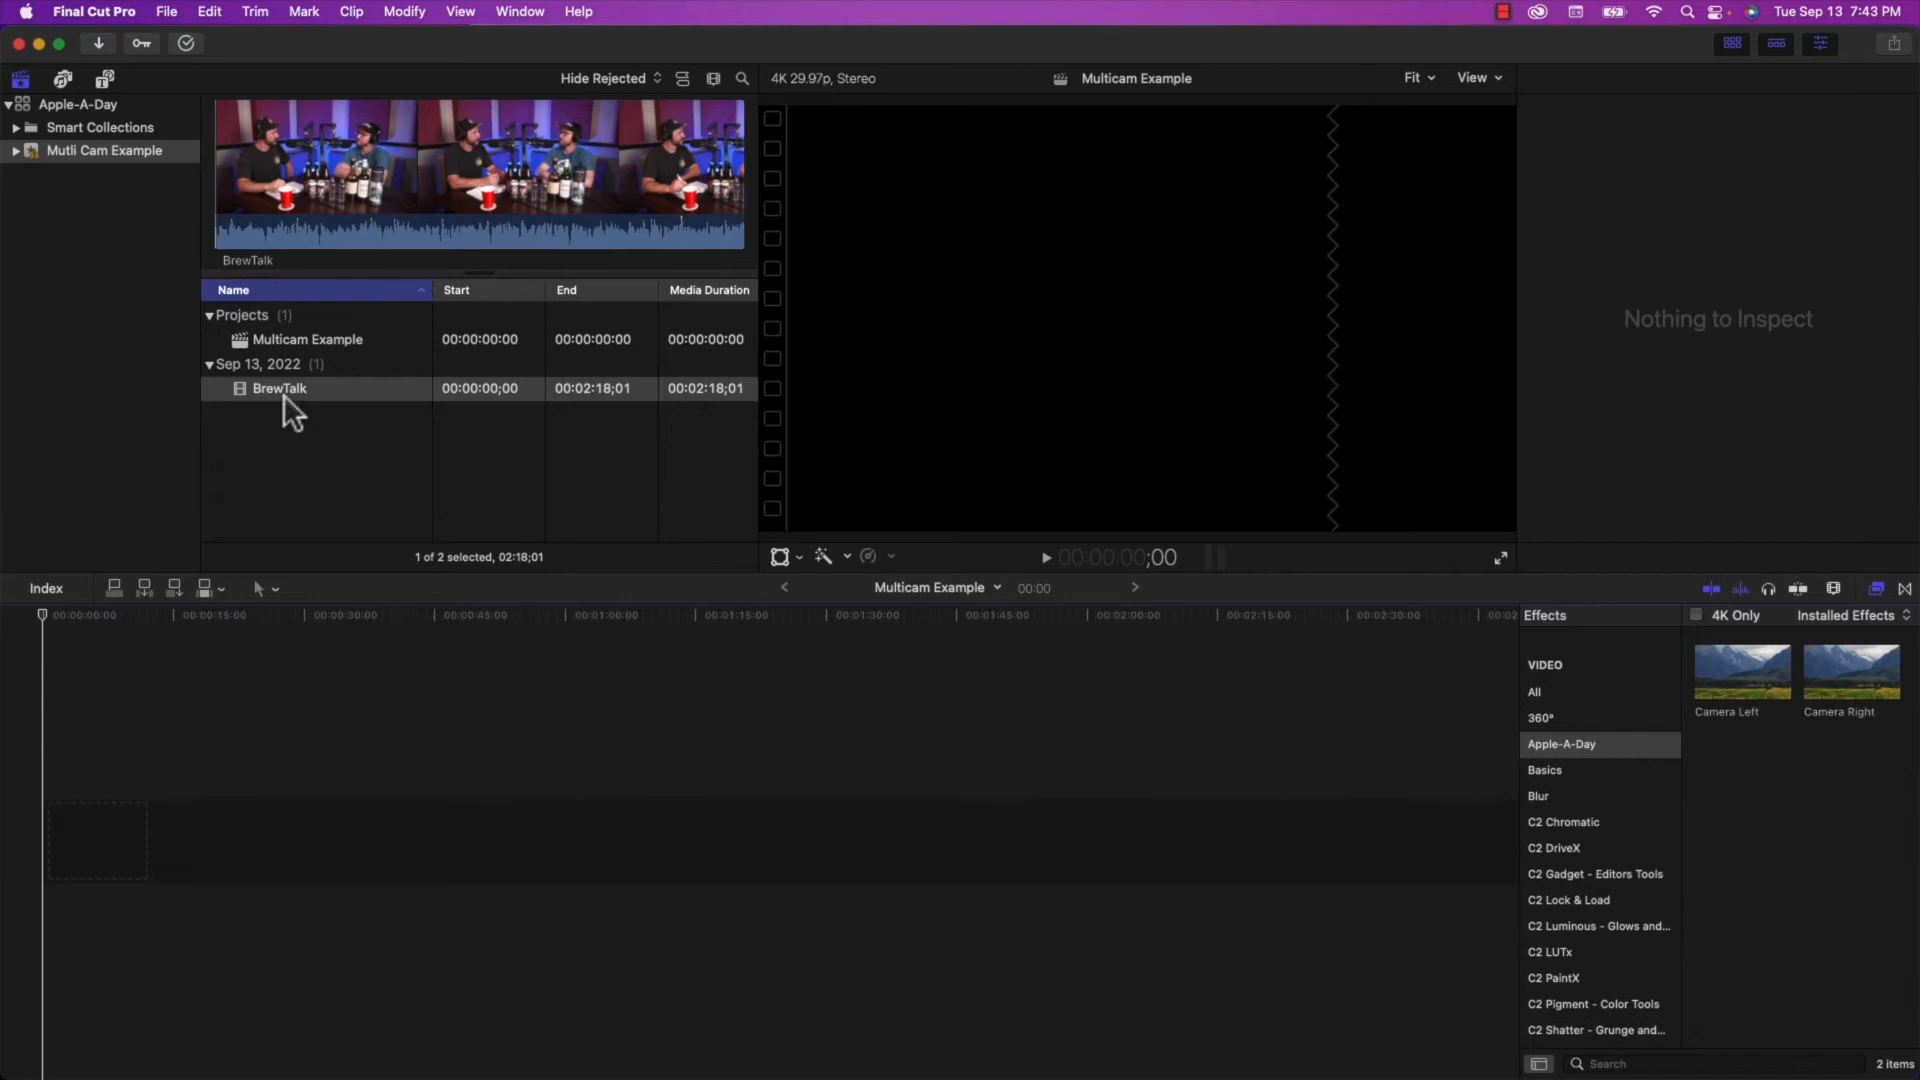 Final Cut Pro File Edit Trim Mark Clip Modify View Window Help Tue Sep 13 7:43 PM
Hide Rejected 4K 29.97p, Stereo Multicam Example Fit View
Apple-A-Day
Smart Collections
Mutli Cam Example
BrewTalk
Name Start End Media Duration
Projects (1)
Multicam Example 00:00:00:00 00:00:00:00 00:00:00:00
Sep 13, 2022 (1)
BrewTalk 00:00:00;00 00:02:18;01 00:02:18;01
Nothing to Inspect
1 of 2 selected, 02:18;01 00:00:00:00;00
Index Multicam Example 00:00
00:00:00:00 00:00:15:00 00:00:30:00 00:00:45:00 00:01:00:00 00:01:15:00 00:01:30:00 00:01:45:00 00:02:00:00 00:02:15:00 00:02:30:00 00:02
Effects 4K Only Installed Effects
VIDEO
All
360°
Apple-A-Day
Basics
Blur
C2 Chromatic
C2 DriveX
C2 Gadget - Editors Tools
C2 Lock & Load
C2 Luminous - Glows and...
C2 LUTx
C2 PaintX
C2 Pigment - Color Tools
C2 Shatter - Grunge and...
Camera Left Camera Right
Search 2 items